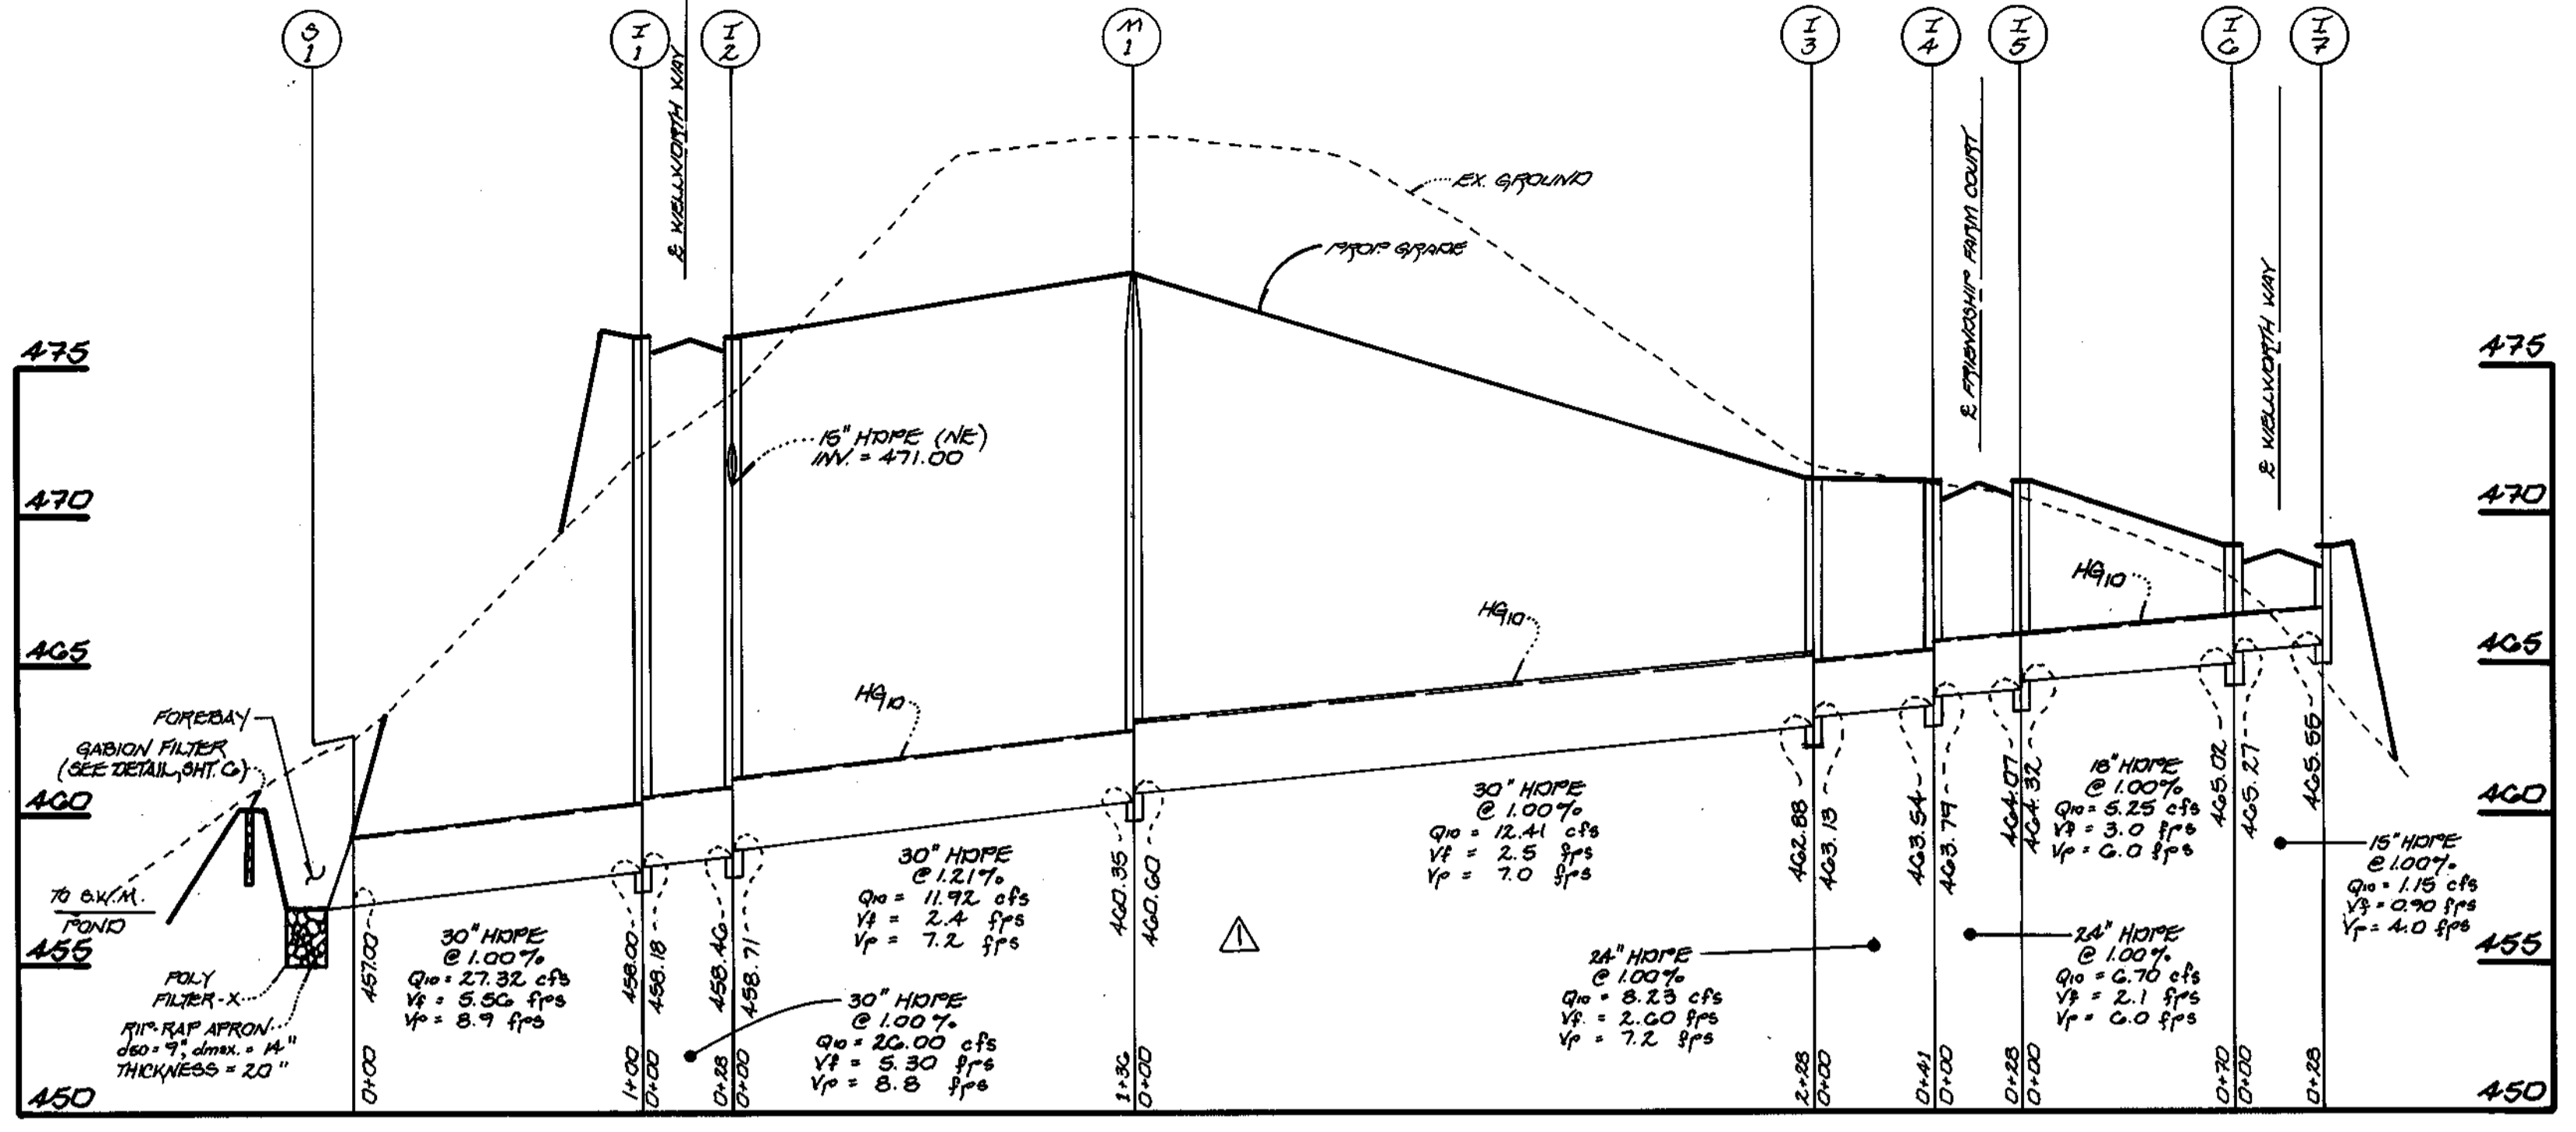 S
1
I
1
I
2
M
1
I
3
I
4
I
5
I
6
I
7
℄ WELLWORTH WAY
℄ FRIENDSHIP FARM COURT
℄ WELLWORTH WAY
EX. GROUND
PROP. GRADE
475
470
465
460
455
450
475
470
465
460
455
450
15" HDPE (NE)
INV. = 471.00
HG10
HG10
HG10
FOREBAY
GABION FILTER
(SEE DETAIL, SHT. 6)
TO S.W.M.
POND
POLY
FILTER-X
RIP-RAP APRON
d50 = 9", dmax. = 14"
THICKNESS = 20"
30" HDPE
@ 1.00%
Q10 = 27.32 cfs
Vf = 5.56 fps
Vp = 8.9 fps
30" HDPE
@ 1.00%
Q10 = 26.00 cfs
Vf = 5.30 fps
Vp = 8.8 fps
30" HDPE
@ 1.21%
Q10 = 11.92 cfs
Vf = 2.4 fps
Vp = 7.2 fps
1
30" HDPE
@ 1.00%
Q10 = 12.41 cfs
Vf = 2.5 fps
Vp = 7.0 fps
24" HDPE
@ 1.00%
Q10 = 8.23 cfs
Vf. = 2.60 fps
Vp = 7.2 fps
24" HDPE
@ 1.00%
Q10 = 6.70 cfs
Vf = 2.1 fps
Vp = 6.0 fps
18" HDPE
@ 1.00%
Q10 = 5.25 cfs
Vf = 3.0 fps
Vp = 6.0 fps
15" HDPE
@ 1.00%
Q10 = 1.15 cfs
Vf = 0.90 fps
Vp = 4.0 fps
457.00
458.00
458.18
458.46
458.71
460.35
460.60
462.88
463.13
463.54
463.79
464.07
464.32
465.02
465.27
465.55
0+00
1+00
0+00
0+28
0+00
1+36
0+00
2+28
0+00
0+41
0+00
0+28
0+00
0+70
0+00
0+28